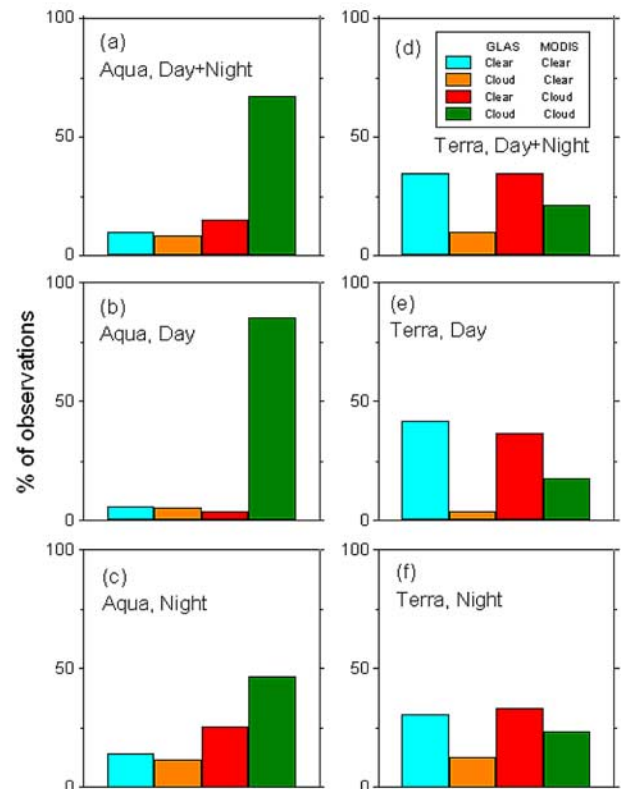 % of observations
100
50
0
(a)
Aqua, Day+Night
100
50
0
(b)
Aqua, Day
100
50
0
(c)
Aqua, Night
100
50
0
(d)
GLAS MODIS
Clear Clear
Cloud Clear
Clear Cloud
Cloud Cloud
Terra, Day+Night
100
50
0
(e)
Terra, Day
100
50
0
(f)
Terra, Night